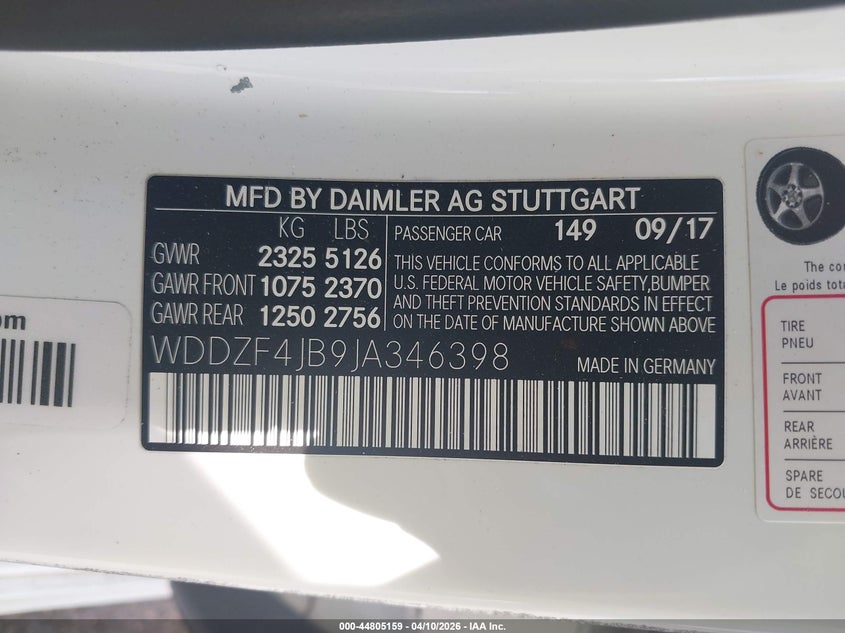 MFD BY DAIMLER AG STUTTGART
KG LBS
GVWR 2325 5126
GAWR FRONT 1075 2370
GAWR REAR 1250 2756
PASSENGER CAR 149 09/17
THIS VEHICLE CONFORMS TO ALL APPLICABLE
U.S. FEDERAL MOTOR VEHICLE SAFETY,BUMPER
AND THEFT PREVENTION STANDARDS IN EFFECT
ON THE DATE OF MANUFACTURE SHOWN ABOVE
WDDZF4JB9JA346398
MADE IN GERMANY
The
Le poids
TIRE
PNEU
FRONT
AVANT
REAR
ARRIÈRE
SPARE
DE
000-44805159 - 04/10/2026 - IAA Inc.